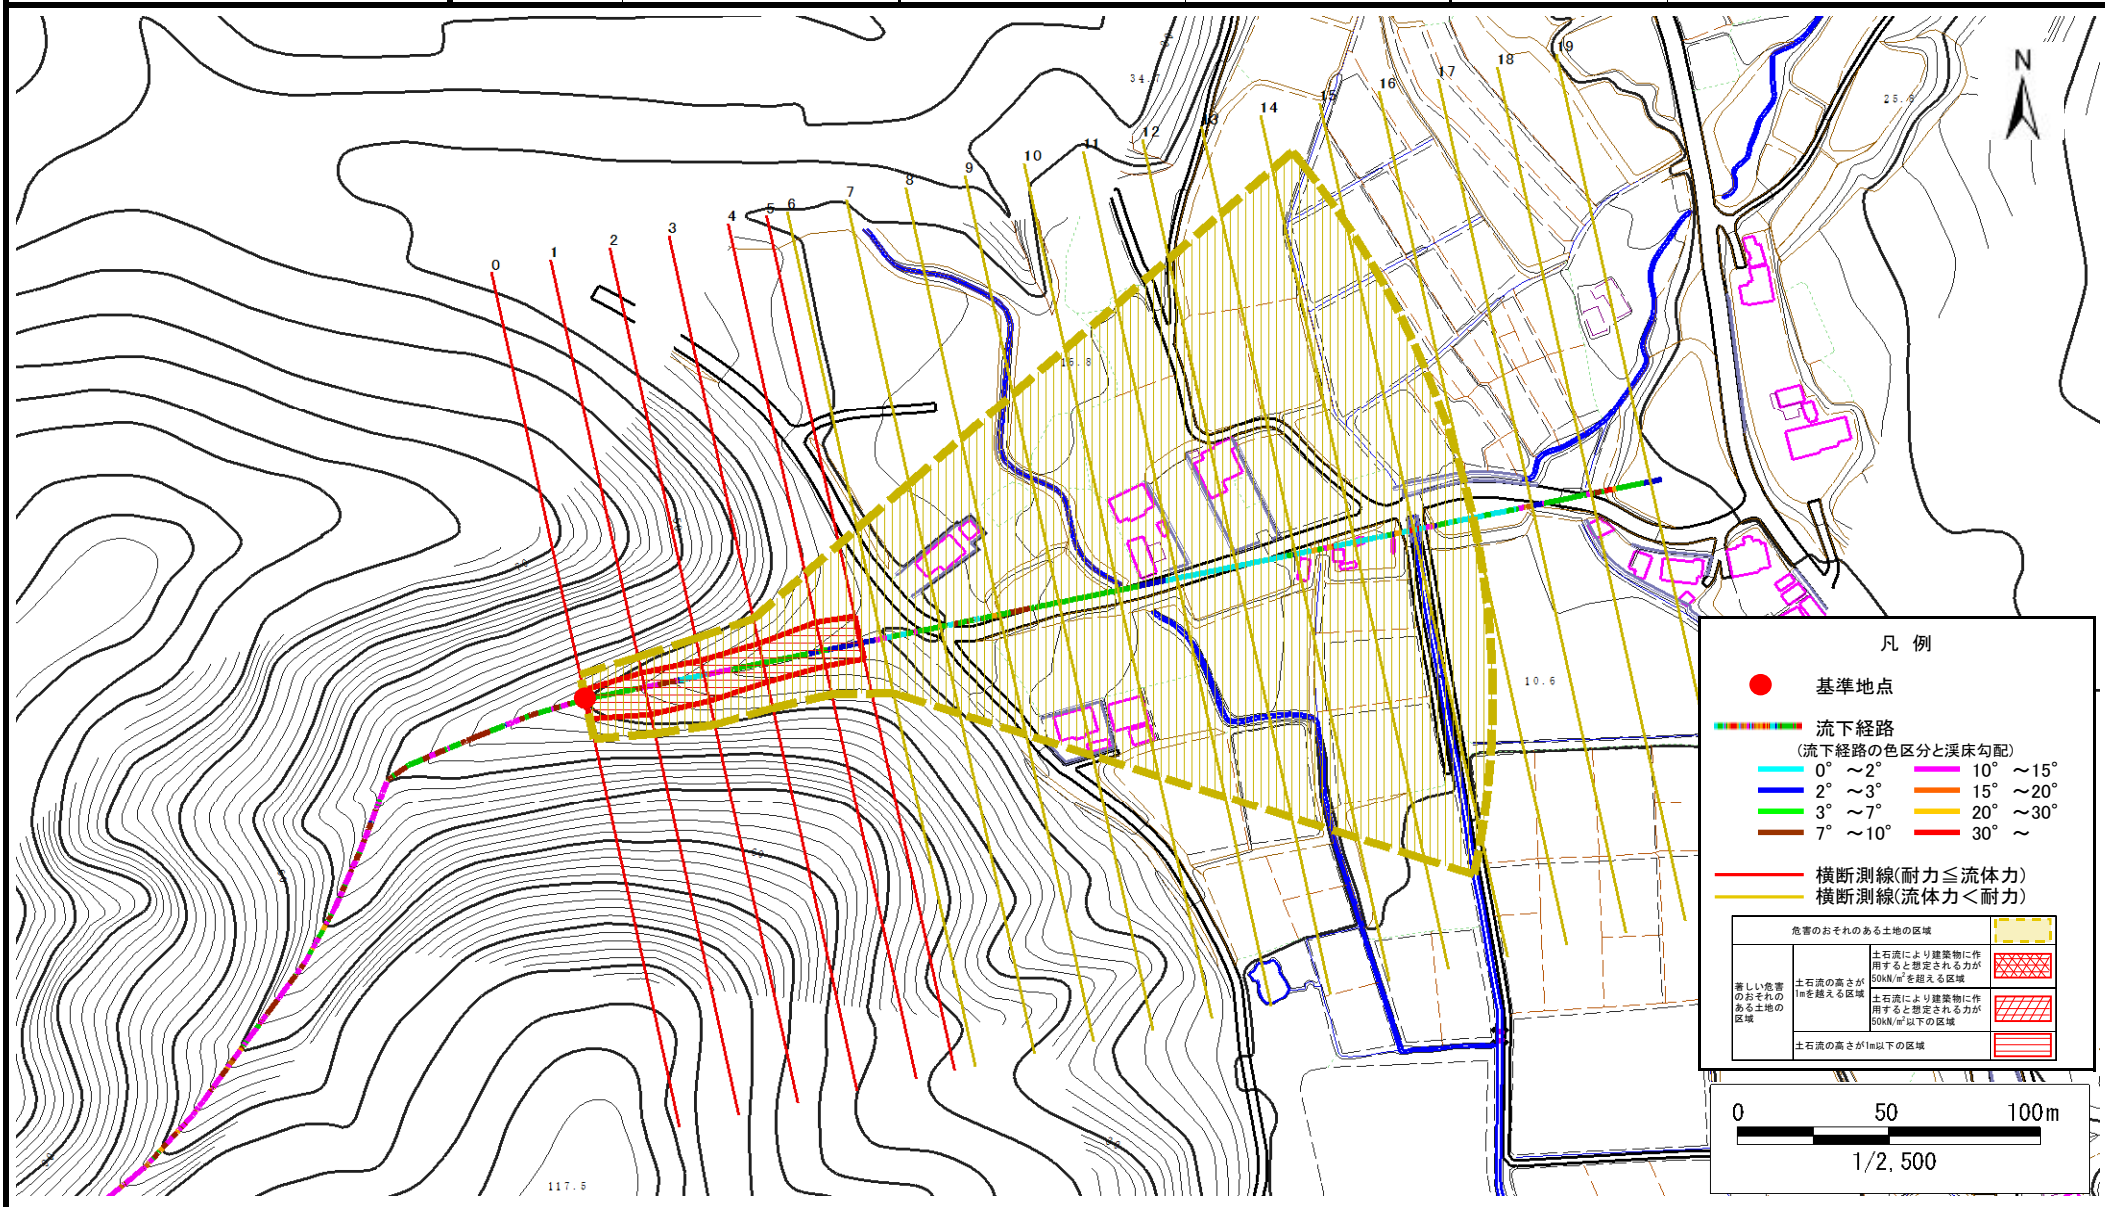 N
34.7
25.8
19
18
17
16
15
14
13
12
11
10
9
8
7
6
5
4
3
2
1
0
10.6
117.5
凡 例
基準地点
流下経路
(流下経路の色区分と渓床勾配)
0° ～2° 10° ～15°
2° ～3° 15° ～20°
3° ～7° 20° ～30°
7° ～10° 30° ～
横断測線(耐力≦流体力)
横断測線(流体力＜耐力)
危害のおそれのある土地の区域
著しい危害
のおそれの
ある土地の
区域
土石流の高さが
1mを越える区域
土石流により建築物に作
用すると想定される力が
50kN/m²を超える区域
土石流により建築物に作
用すると想定される力が
50kN/m²以下の区域
土石流の高さが1m以下の区域
0 50 100m
1/2,500